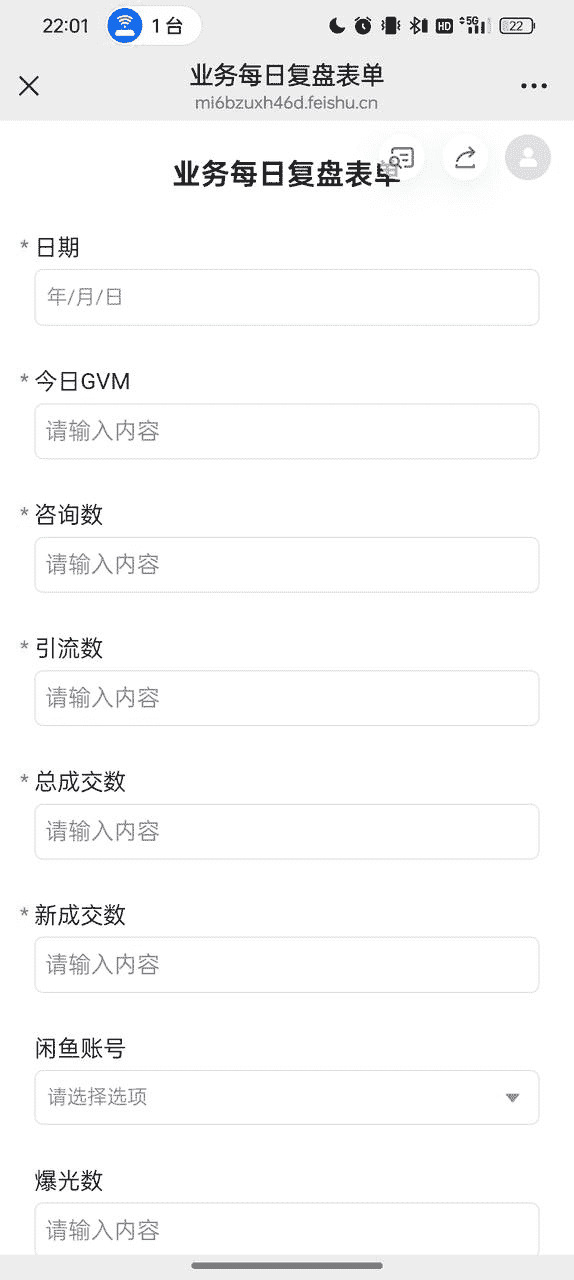 22:01
1 台
HD
5G
22
业务每日复盘表单
mi6bzuxh46d.feishu.cn
业务每日复盘表单
* 日期
年/月/日
* 今日GVM
请输入内容
* 咨询数
请输入内容
* 引流数
请输入内容
* 总成交数
请输入内容
* 新成交数
请输入内容
闲鱼账号
请选择选项
爆光数
请输入内容